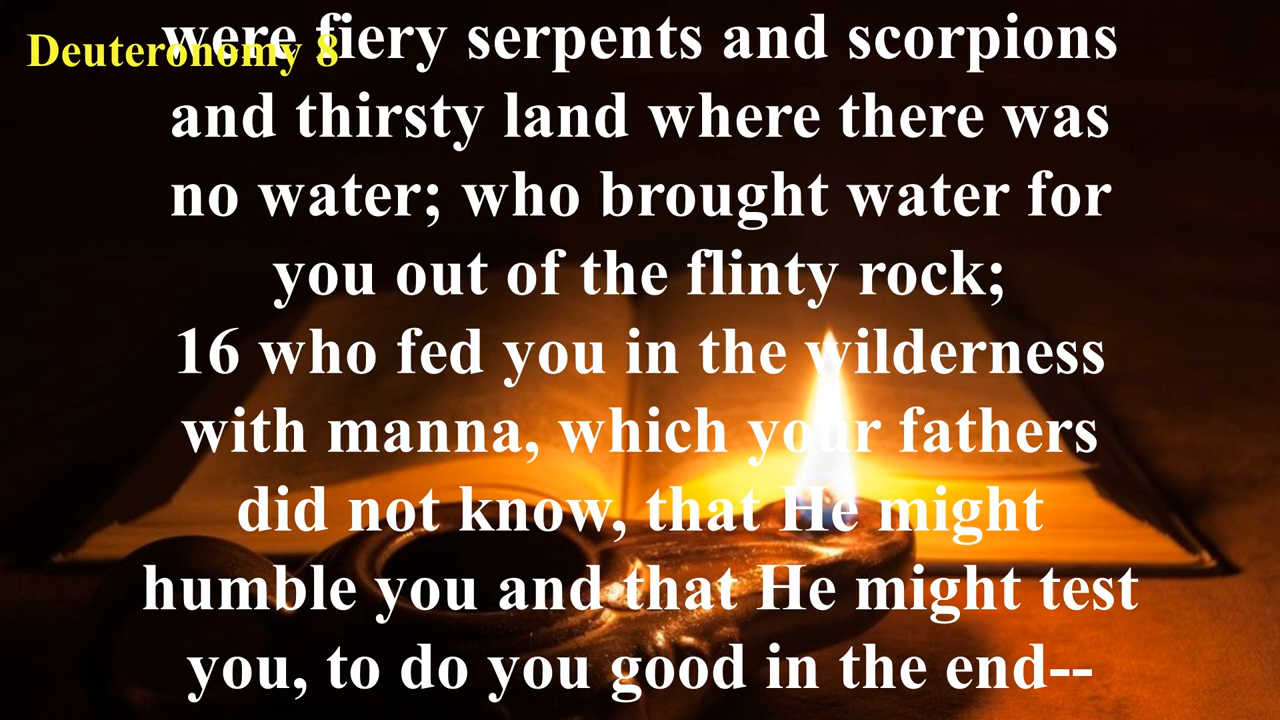 Deuteronomy 8
were fiery serpents and scorpions
and thirsty land where there was
no water; who brought water for
you out of the flinty rock;
16 who fed you in the wilderness
with manna, which your fathers
did not know, that He might
humble you and that He might test
you, to do you good in the end--